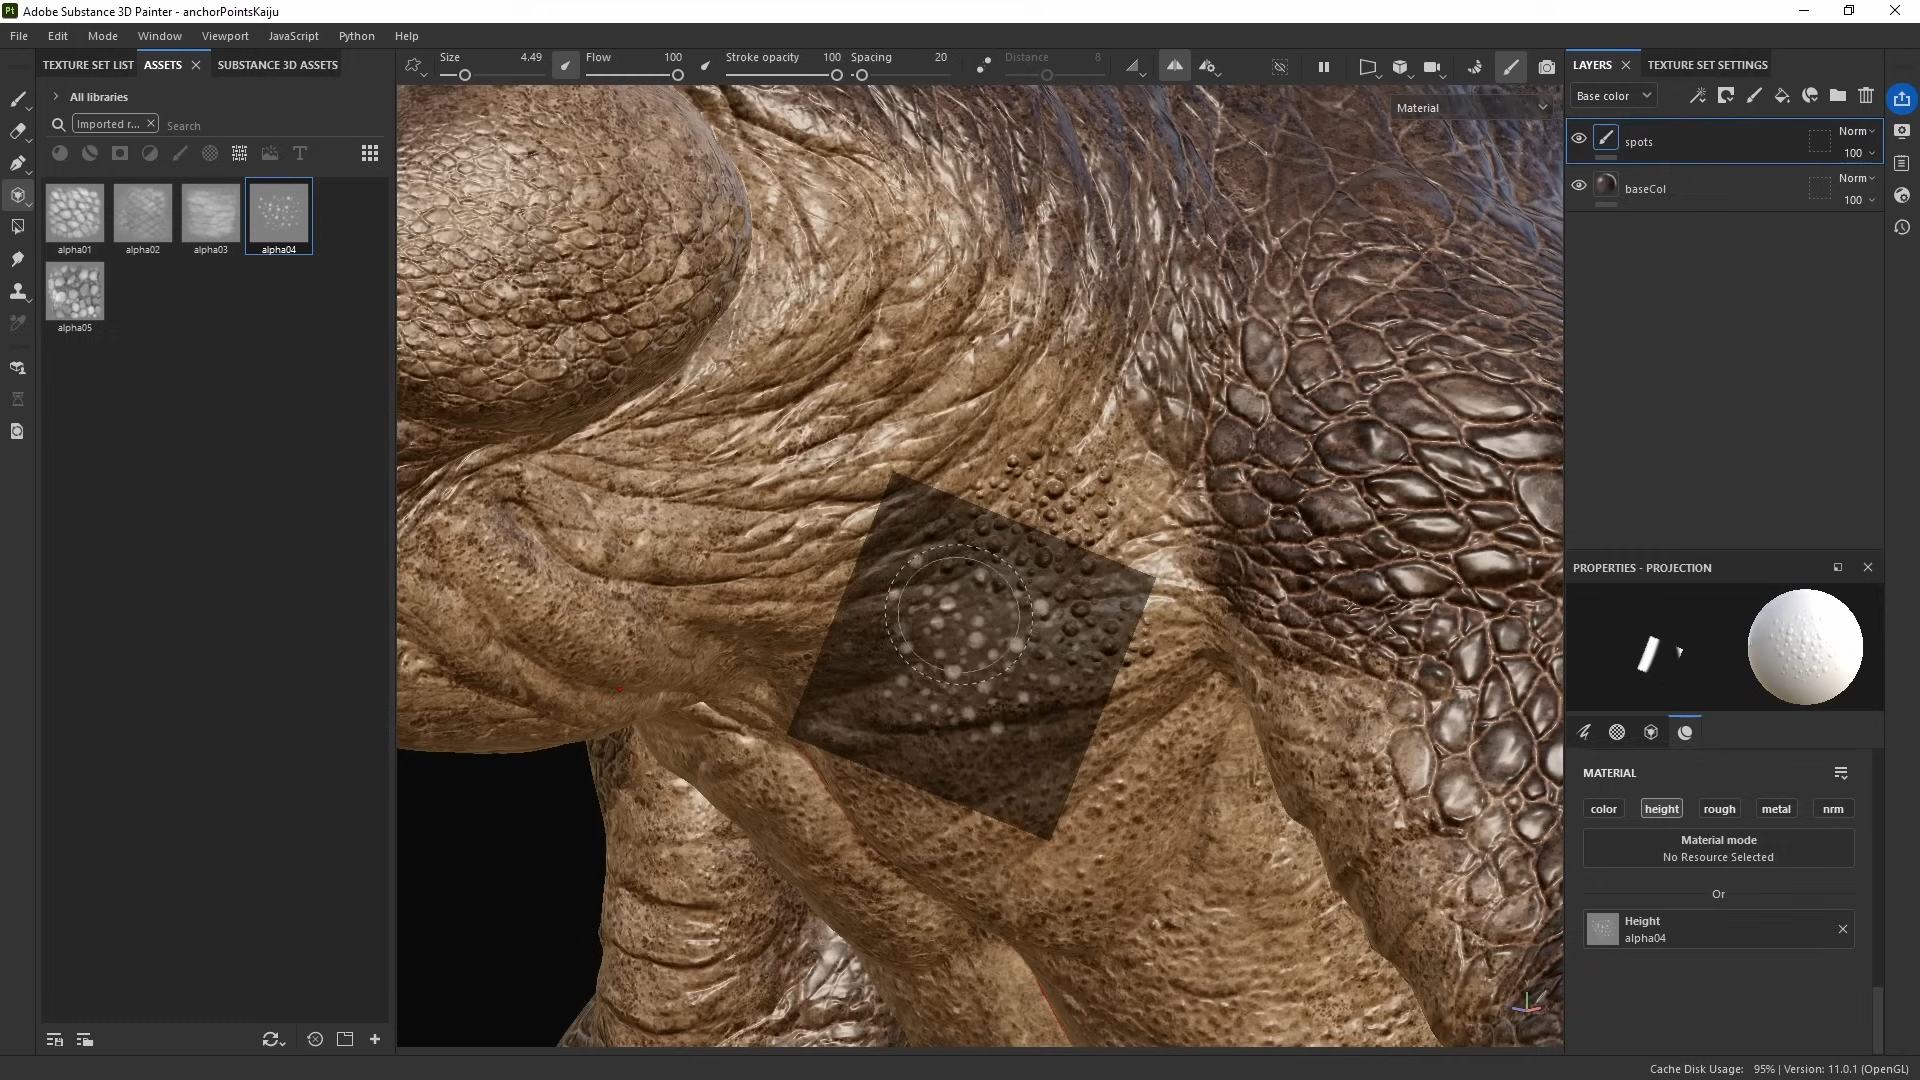 Pt Adobe Substance 3D Painter - anchorPointsKaiju
File Edit Mode Window Viewport JavaScript Python Help
TEXTURE SET LIST ASSETS SUBSTANCE 3D ASSETS
Size 4.49 Flow 100 Stroke opacity 100 Spacing 20 Distance 8
LAYERS TEXTURE SET SETTINGS
All libraries
Imported r... Search
Base color
Material
alpha01 alpha02 alpha03 alpha04
alpha05
spots Norm 100
baseCol Norm 100
PROPERTIES - PROJECTION
MATERIAL
color height rough metal nrm
Material mode
No Resource Selected
Or
Height
alpha04
Cache Disk Usage: 95% | Version: 11.0.1 (OpenGL)